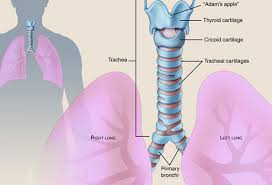 "Adam's apple"
Thyroid cartilage
Cricoid cartilage
Trachea
Tracheal cartilages
RIGHT LUNG
LEFT LUNG
Primary
bronchi